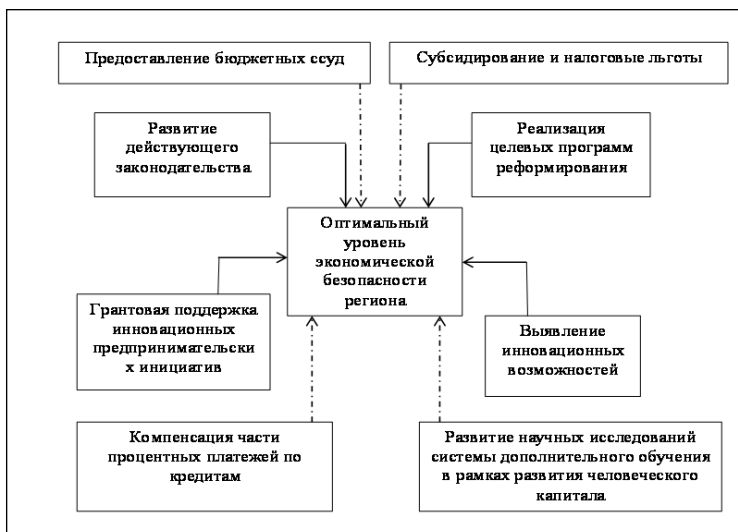 Предоставление бюджетных ссуд
Субсидирование и налоговые льготы
Развитие
действующего
законодательства
Реализация
целевых программ
реформирования
Оптимальный
уровень
экономической
безопасности
региона
Грантовая поддержка
инновационных
предпринимательски
х инициатив
Выявление
инновационных
возможностей
Компенсация части
процентных платежей по
кредитам
Развитие научных исследований
системы дополнительного обучения
в рамках развития человеческого
капитала